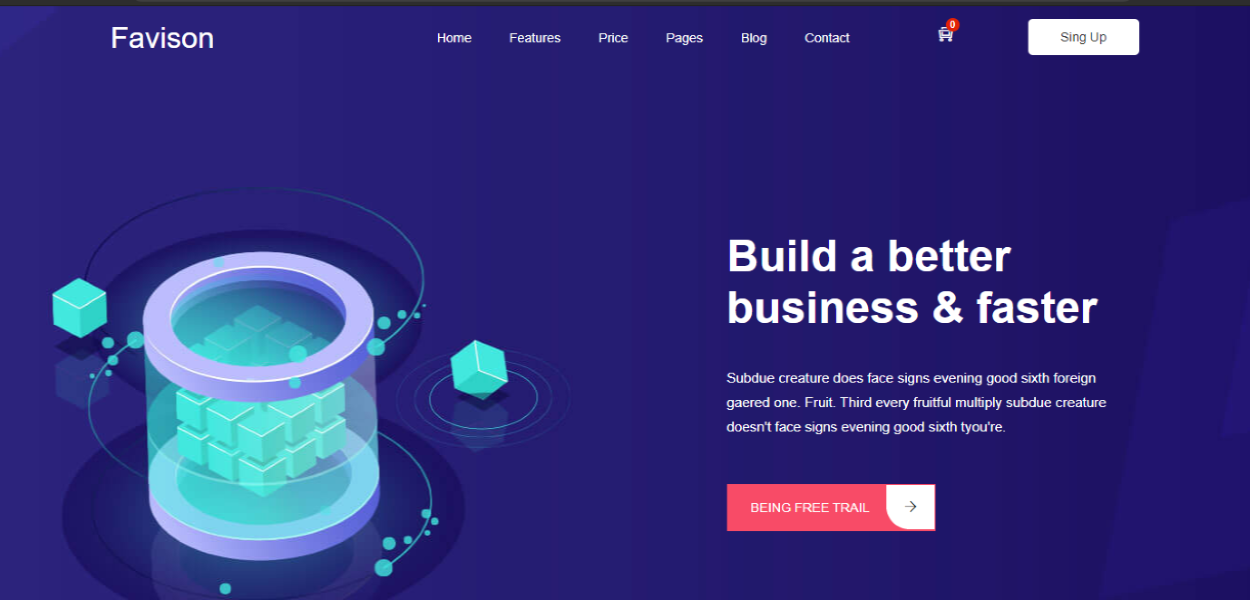 Favison
Home Features Price Pages Blog Contact
0
Sing Up
Build a better
business & faster
Subdue creature does face signs evening good sixth foreign
gaered one. Fruit. Third every fruitful multiply subdue creature
doesn't face signs evening good sixth tyou're.
BEING FREE TRAIL